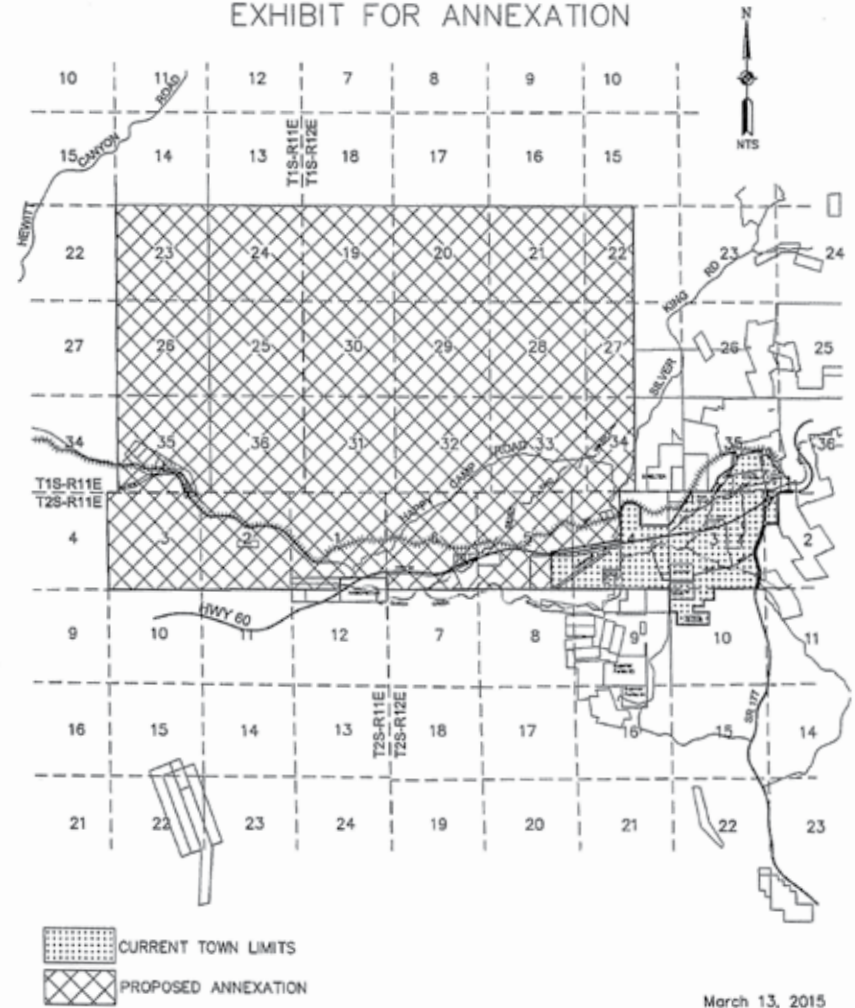 EXHIBIT FOR ANNEXATION
N
NTS
10 11 12 7 8 9 10
ROAD
CANYON
HEWITT
15 14 13 18 17 16 15
T1S-R11E
T1S-R12E
22 23 24 19 20 21 22 23 24
KING RD
27 26 25 30 29 28 27 26 25
SILVER
34 35 36 31 32 33 34 35 36
HAPPY CAMP ROAD
T1S-R11E
T2S-R11E
4 3 2 1 6 5 4 3 2
HWY 60
9 10 11 12 7 8 9 10 11
T2S-R11E
T2S-R12E
SR 177
16 15 14 13 18 17 16 15 14
21 22 23 24 19 20 21 22 23
CURRENT TOWN LIMITS
PROPOSED ANNEXATION
March 13, 2015